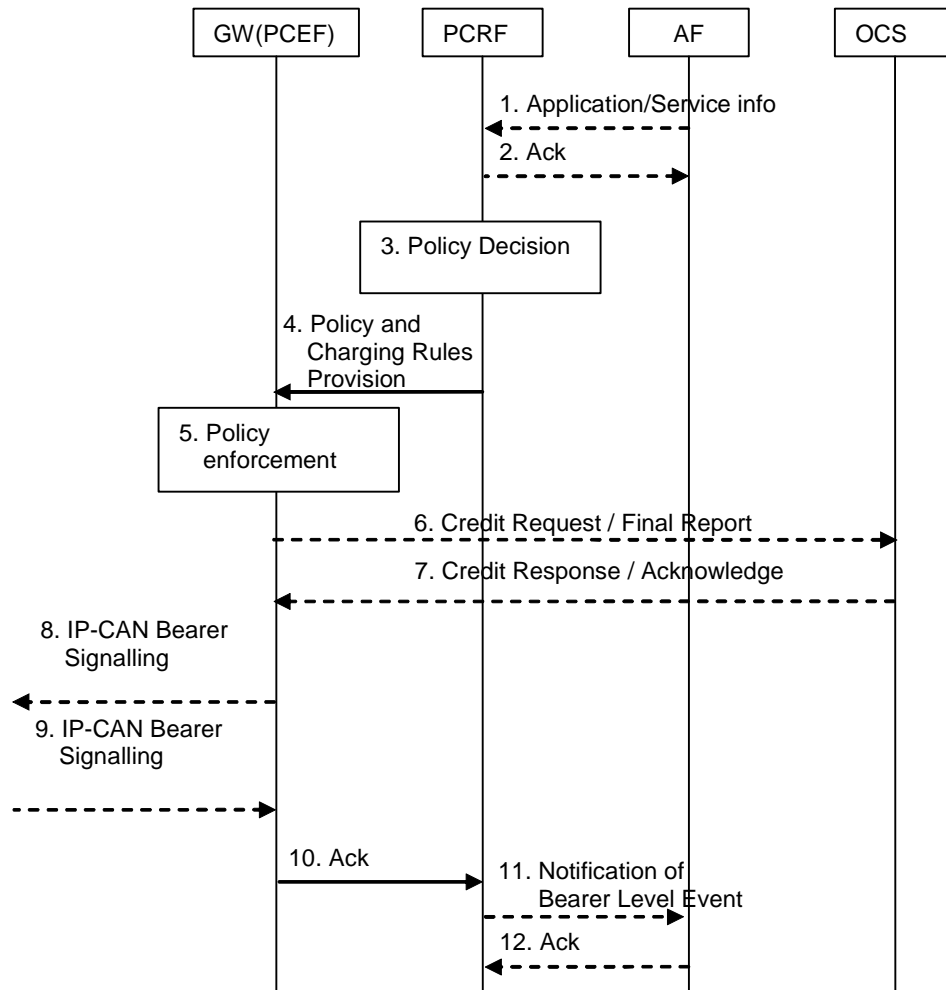 GW(PCEF)
PCRF
AF
OCS
1. Application/Service info
2. Ack
3. Policy Decision
4. Policy and
Charging Rules
Provision
5. Policy
enforcement
6. Credit Request / Final Report
7. Credit Response / Acknowledge
8. IP-CAN Bearer
Signalling
9. IP-CAN Bearer
Signalling
10. Ack
11. Notification of
Bearer Level Event
12. Ack